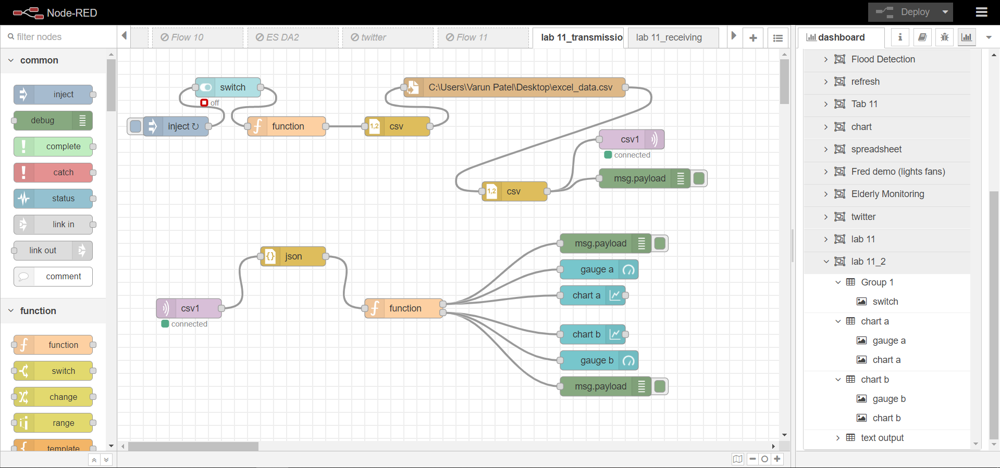 Node-RED
Deploy
filter nodes
Flow 10
ES DA2
twitter
Flow 11
lab 11_transmissio
lab 11_receiving
dashboard
common
inject
debug
complete
catch
status
link in
link out
comment
function
function
switch
change
range
template
switch
off
inject ↻
function
1,2
csv
C:\Users\Varun Patel\Desktop\excel_data.csv
csv1
connected
msg.payload
1,2
csv
json
csv1
connected
function
msg.payload
gauge a
chart a
chart b
gauge b
msg.payload
Flood Detection
refresh
Tab 11
chart
spreadsheet
Fred demo (lights fans)
Elderly Monitoring
twitter
lab 11
lab 11_2
Group 1
switch
chart a
gauge a
chart a
chart b
gauge b
chart b
text output